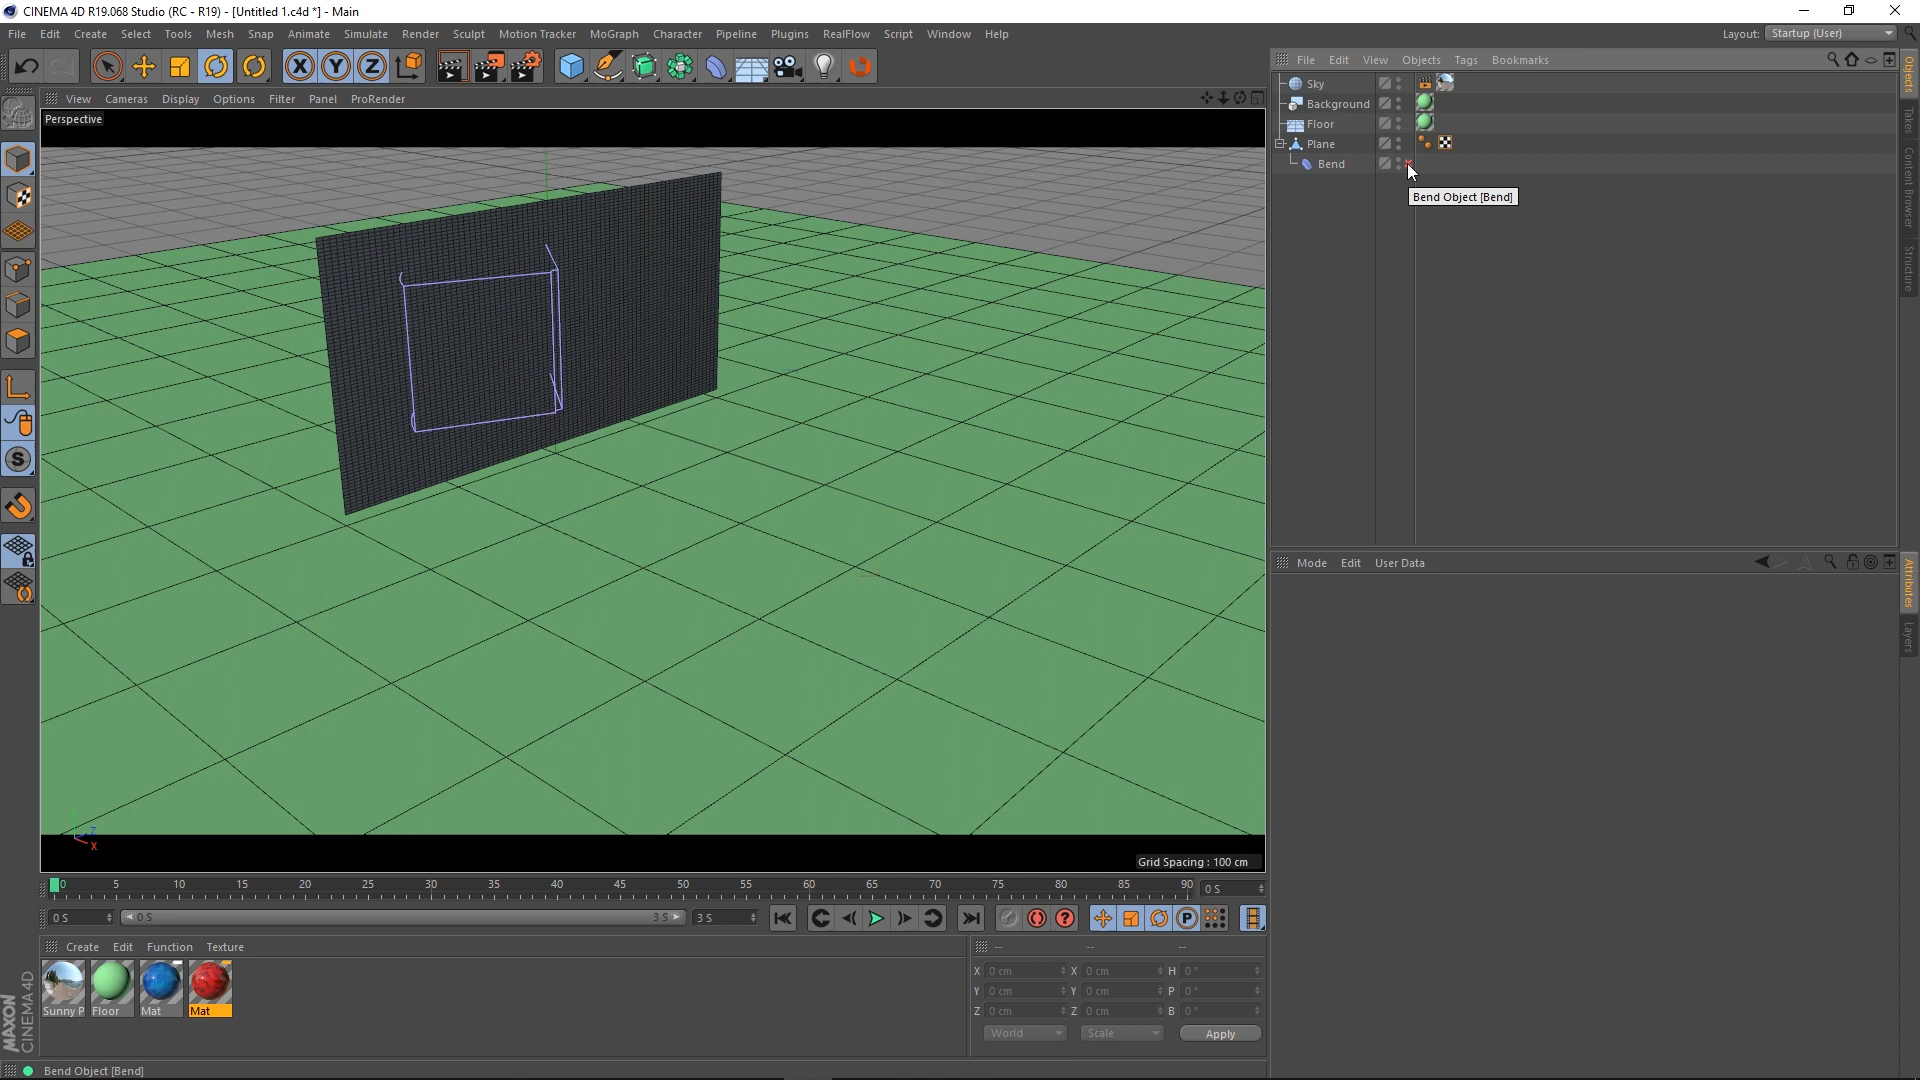 CINEMA 4D R19.068 Studio (RC - R19) - [Untitled 1.c4d *] - Main
File Edit Create Select Tools Mesh Snap Animate Simulate Render Sculpt Motion Tracker MoGraph Character Pipeline Plugins RealFlow Script Window Help
Layout: Startup (User)
File Edit View Objects Tags Bookmarks
View Cameras Display Options Filter Panel ProRender
Perspective
Sky
Background
Floor
Plane
Bend
Bend Object [Bend]
Objects
Takes
Content Browser
Structure
Mode Edit User Data
Attributes
Layers
Z
X
Grid Spacing : 100 cm
0 5 10 15 20 25 30 35 40 45 50 55 60 65 70 75 80 85 90 0 S
0 S 0 S 3 S 3 S
Create Edit Function Texture
-- -- --
Sunny P Floor Mat Mat
X 0 cm X 0 cm H 0 °
Y 0 cm Y 0 cm P 0 °
Z 0 cm Z 0 cm B 0 °
World Scale Apply
MAXON
CINEMA 4D
Bend Object [Bend]